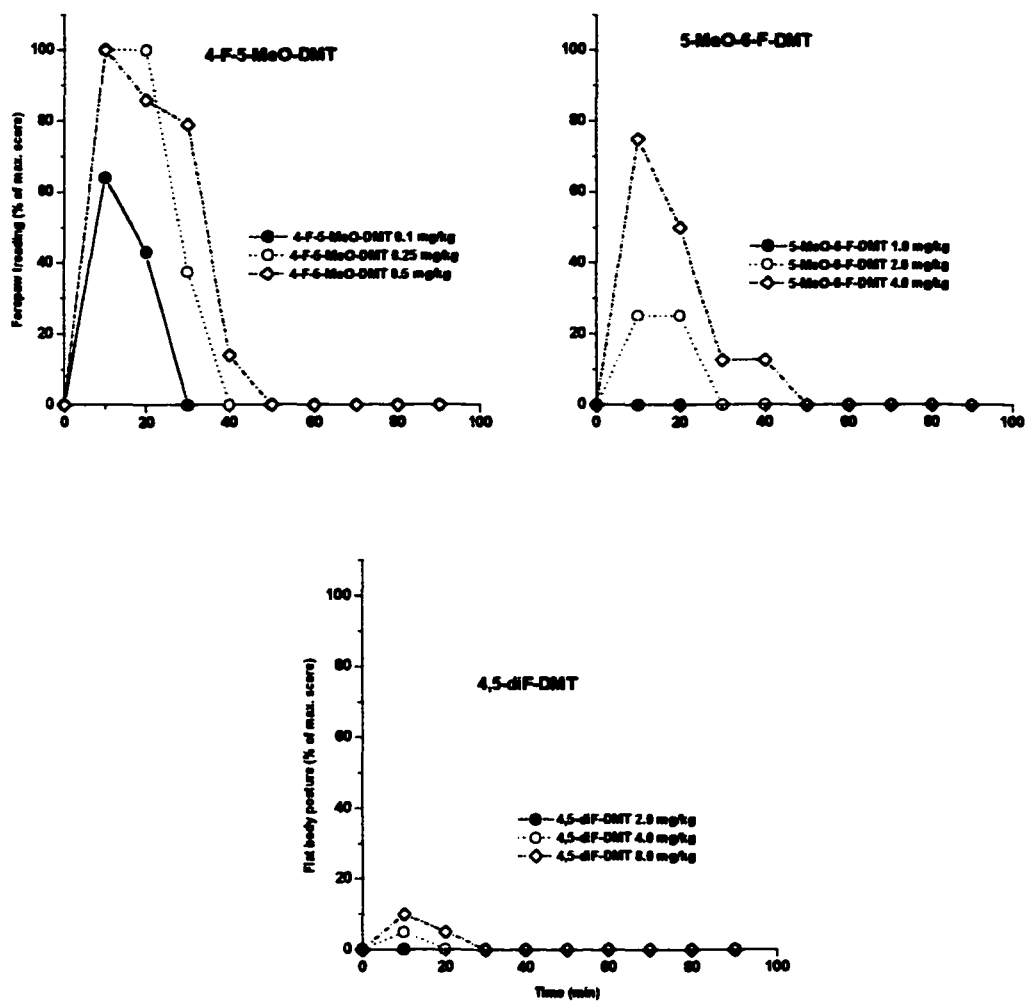 4-F-5-MeO-DMT
Forepaw treading (% of max. score)
100
80
60
40
20
0
4-F-5-MeO-DMT 0.1 mg/kg
4-F-5-MeO-DMT 0.25 mg/kg
4-F-5-MeO-DMT 0.5 mg/kg
0 20 40 60 80 100
5-MeO-6-F-DMT
100
80
60
40
20
0
5-MeO-6-F-DMT 1.0 mg/kg
5-MeO-6-F-DMT 2.0 mg/kg
5-MeO-6-F-DMT 4.0 mg/kg
0 20 40 60 80 100
4,5-diF-DMT
Flat body posture (% of max. score)
100
80
60
40
20
0
4,5-diF-DMT 2.0 mg/kg
4,5-diF-DMT 4.0 mg/kg
4,5-diF-DMT 8.0 mg/kg
0 20 40 60 80 100
Time (min)